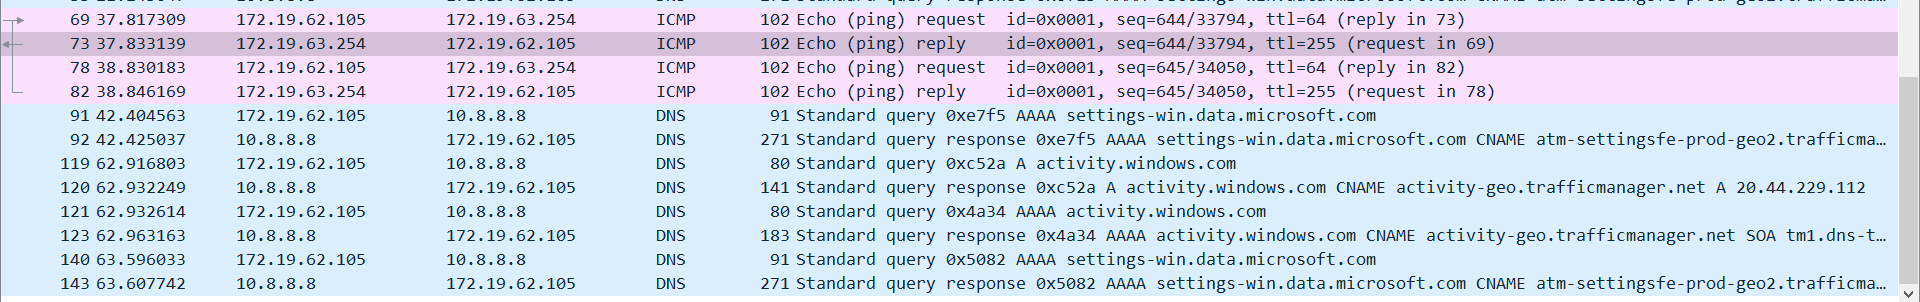 69 37.817309 172.19.62.105 172.19.63.254 ICMP 102 Echo (ping) request id=0x0001, seq=644/33794, ttl=64 (reply in 73)
73 37.833139 172.19.63.254 172.19.62.105 ICMP 102 Echo (ping) reply id=0x0001, seq=644/33794, ttl=255 (request in 69)
78 38.830183 172.19.62.105 172.19.63.254 ICMP 102 Echo (ping) request id=0x0001, seq=645/34050, ttl=64 (reply in 82)
82 38.846169 172.19.63.254 172.19.62.105 ICMP 102 Echo (ping) reply id=0x0001, seq=645/34050, ttl=255 (request in 78)
91 42.404563 172.19.62.105 10.8.8.8 DNS 91 Standard query 0xe7f5 AAAA settings-win.data.microsoft.com
92 42.425037 10.8.8.8 172.19.62.105 DNS 271 Standard query response 0xe7f5 AAAA settings-win.data.microsoft.com CNAME atm-settingsfe-prod-geo2.trafficma…
119 62.916803 172.19.62.105 10.8.8.8 DNS 80 Standard query 0xc52a A activity.windows.com
120 62.932249 10.8.8.8 172.19.62.105 DNS 141 Standard query response 0xc52a A activity.windows.com CNAME activity-geo.trafficmanager.net A 20.44.229.112
121 62.932614 172.19.62.105 10.8.8.8 DNS 80 Standard query 0x4a34 AAAA activity.windows.com
123 62.963163 10.8.8.8 172.19.62.105 DNS 183 Standard query response 0x4a34 AAAA activity.windows.com CNAME activity-geo.trafficmanager.net SOA tm1.dns-t…
140 63.596033 172.19.62.105 10.8.8.8 DNS 91 Standard query 0x5082 AAAA settings-win.data.microsoft.com
143 63.607742 10.8.8.8 172.19.62.105 DNS 271 Standard query response 0x5082 AAAA settings-win.data.microsoft.com CNAME atm-settingsfe-prod-geo2.trafficma…